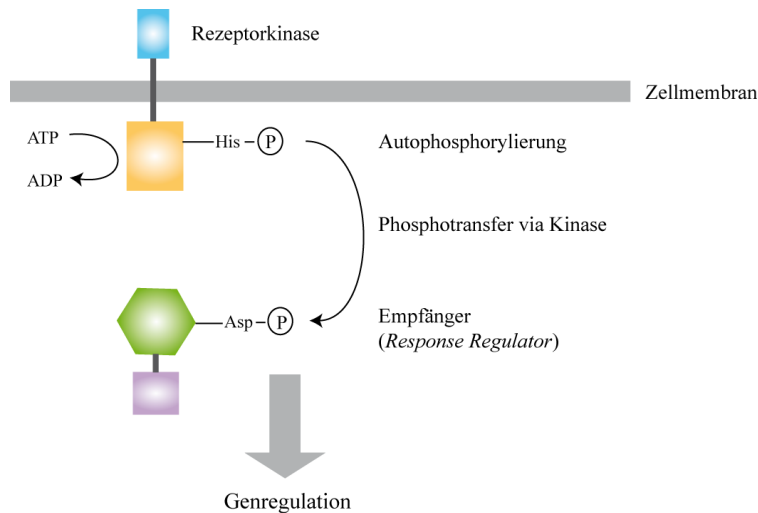 Rezeptorkinase
Zellmembran
ATP
His
P
Autophosphorylierung
ADP
Phosphotransfer via Kinase
Asp
P
Empfänger
(Response Regulator)
Genregulation